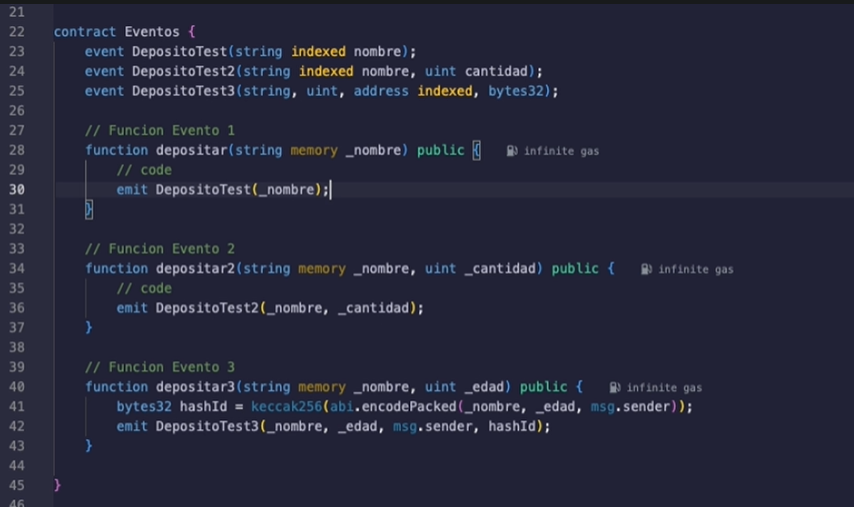 21
22 contract Eventos {
23     event DepositoTest(string indexed nombre);
24     event DepositoTest2(string indexed nombre, uint cantidad);
25     event DepositoTest3(string, uint, address indexed, bytes32);
26
27     // Funcion Evento 1
28     function depositar(string memory _nombre) public {    infinite gas
29         // code
30         emit DepositoTest(_nombre);
31     }
32
33     // Funcion Evento 2
34     function depositar2(string memory _nombre, uint _cantidad) public {    infinite gas
35         // code
36         emit DepositoTest2(_nombre, _cantidad);
37     }
38
39     // Funcion Evento 3
40     function depositar3(string memory _nombre, uint _edad) public {    infinite gas
41         bytes32 hashId = keccak256(abi.encodePacked(_nombre, _edad, msg.sender));
42         emit DepositoTest3(_nombre, _edad, msg.sender, hashId);
43     }
44
45 }
46